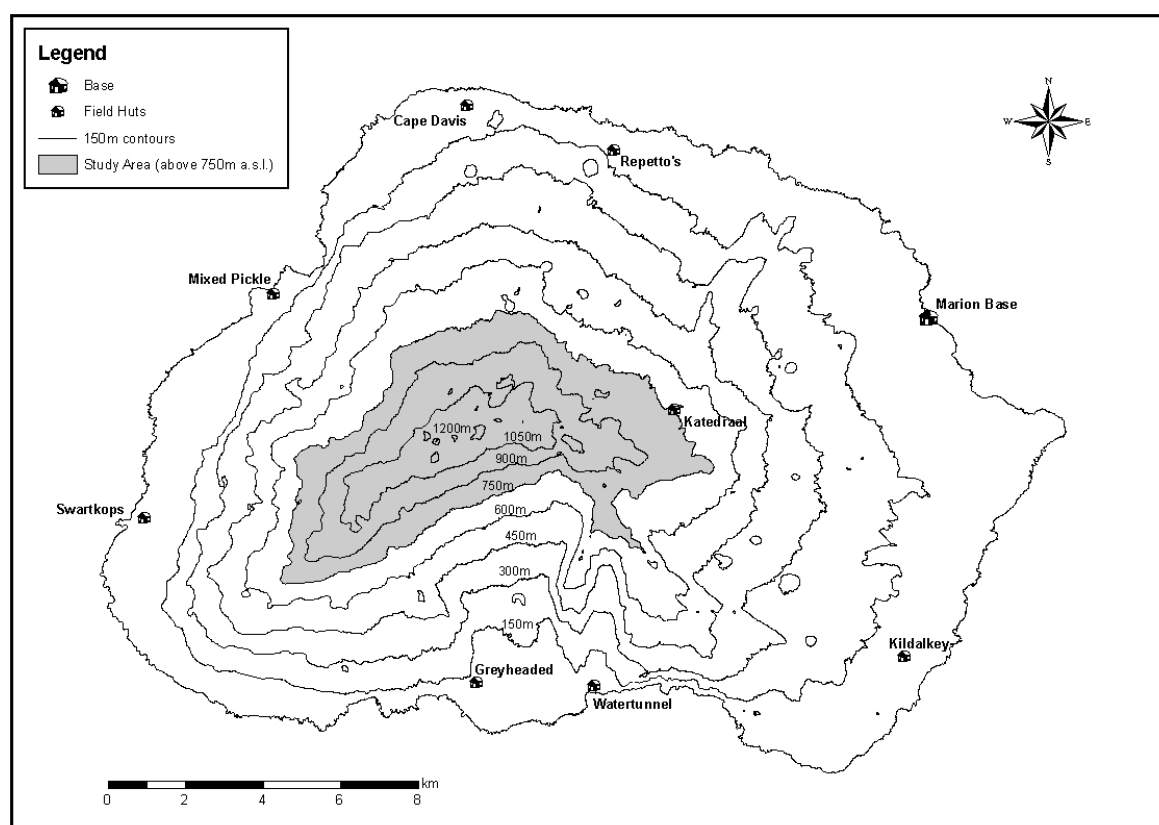 Legend
Base
Field Huts
150m contours
Study Area (above 750m a.s.l.)
N
W
E
S
Cape Davis
Repetto's
Mixed Pickle
Marion Base
Katedraal
1200m
1050m
900m
750m
600m
450m
300m
150m
Swartkops
Kildalkey
Greyheaded
Watertunnel
km
0 2 4 6 8